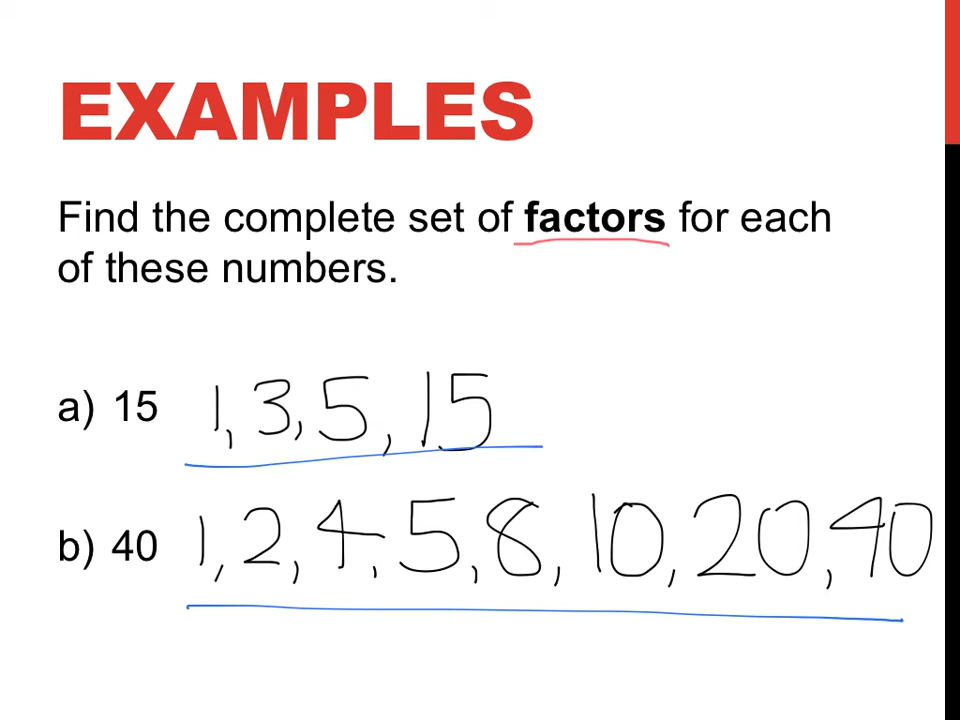 EXAMPLES
Find the complete set of factors for each
of these numbers.
a) 15 1, 3, 5, 15
b) 40 1, 2, 4, 5, 8, 10, 20, 40